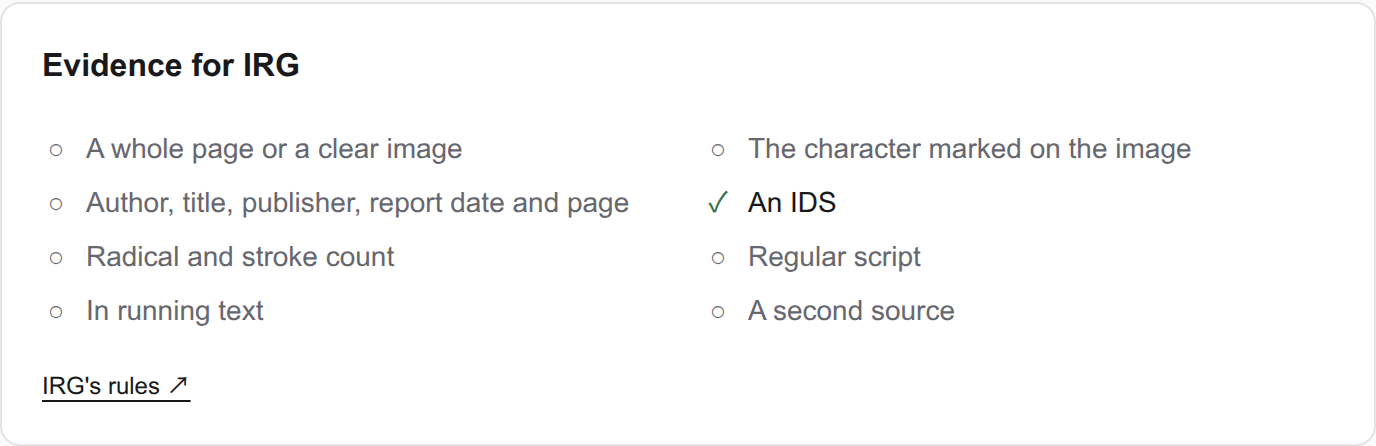 Evidence for IRG
A whole page or a clear image
The character marked on the image
Author, title, publisher, report date and page
An IDS
Radical and stroke count
Regular script
In running text
A second source
IRG's rules ↗